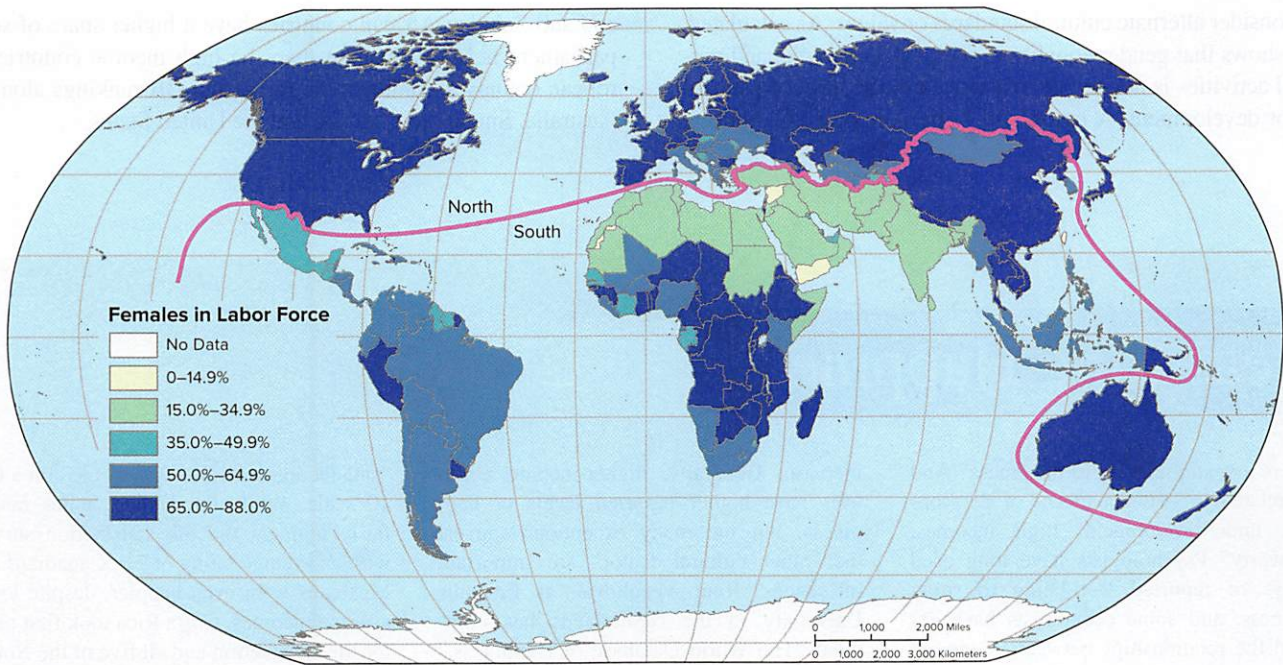 North
South
Females in Labor Force
No Data
0–14.9%
15.0%–34.9%
35.0%–49.9%
50.0%–64.9%
65.0%–88.0%
0 1,000 2,000 Miles
0 1,000 2,000 3,000 Kilometers